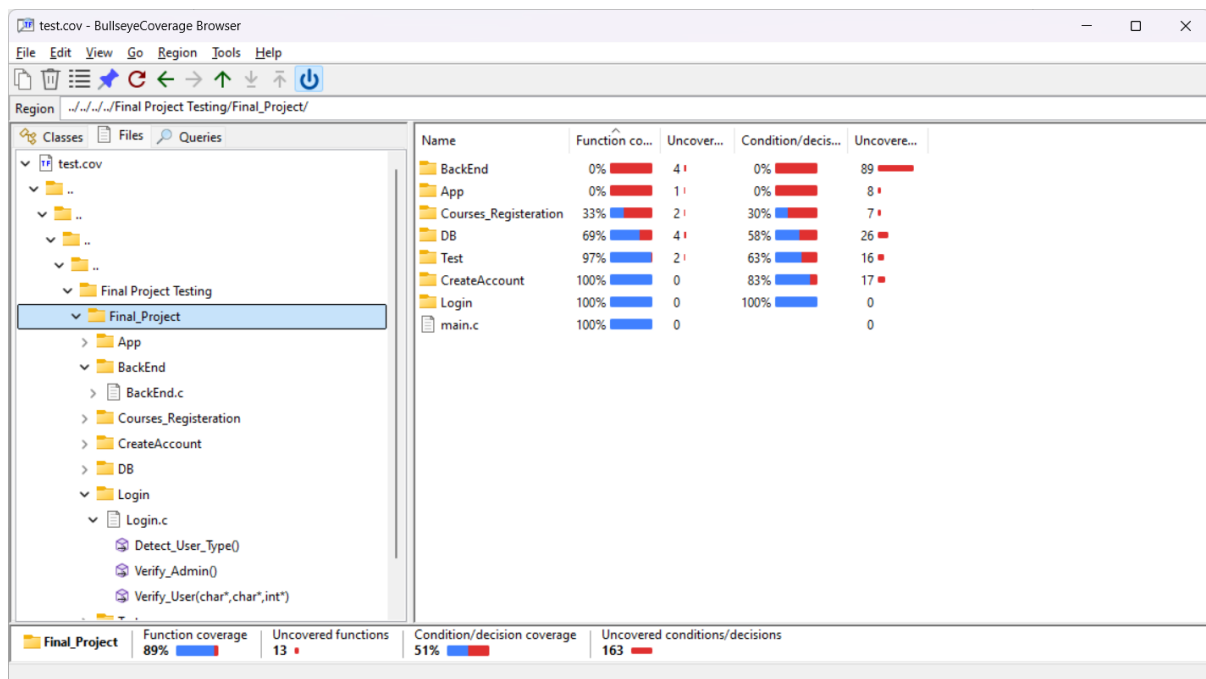 test.cov - BullseyeCoverage Browser
File Edit View Go Region Tools Help
Region ../../../../Final Project Testing/Final_Project/
Classes Files Queries
test.cov
..
..
..
..
Final Project Testing
Final_Project
App
BackEnd
BackEnd.c
Courses_Registeration
CreateAccount
DB
Login
Login.c
Detect_User_Type()
Verify_Admin()
Verify_User(char*,char*,int*)
Name Function co... Uncover... Condition/decis... Uncovere...
BackEnd 0% 4 0% 89
App 0% 1 0% 8
Courses_Registeration 33% 2 30% 7
DB 69% 4 58% 26
Test 97% 2 63% 16
CreateAccount 100% 0 83% 17
Login 100% 0 100% 0
main.c 100% 0 0
Final_Project
Function coverage Uncovered functions Condition/decision coverage Uncovered conditions/decisions
89% 13 51% 163